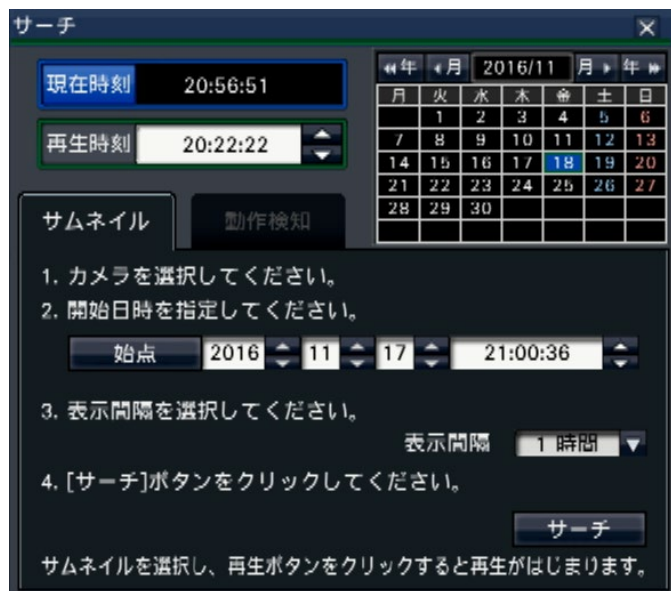 サーチ
現在時刻 20:56:51
再生時刻 20:22:22
年 月 2016/11 月 年
月 火 水 木 金 土 日
1 2 3 4 5 6
7 8 9 10 11 12 13
14 15 16 17 18 19 20
21 22 23 24 25 26 27
28 29 30
サムネイル 動作検知
1. カメラを選択してください。
2. 開始日時を指定してください。
始点 2016 11 17 21:00:36
3. 表示間隔を選択してください。
表示間隔 1 時間
4. [サーチ]ボタンをクリックしてください。
サーチ
サムネイルを選択し、再生ボタンをクリックすると再生がはじまります。